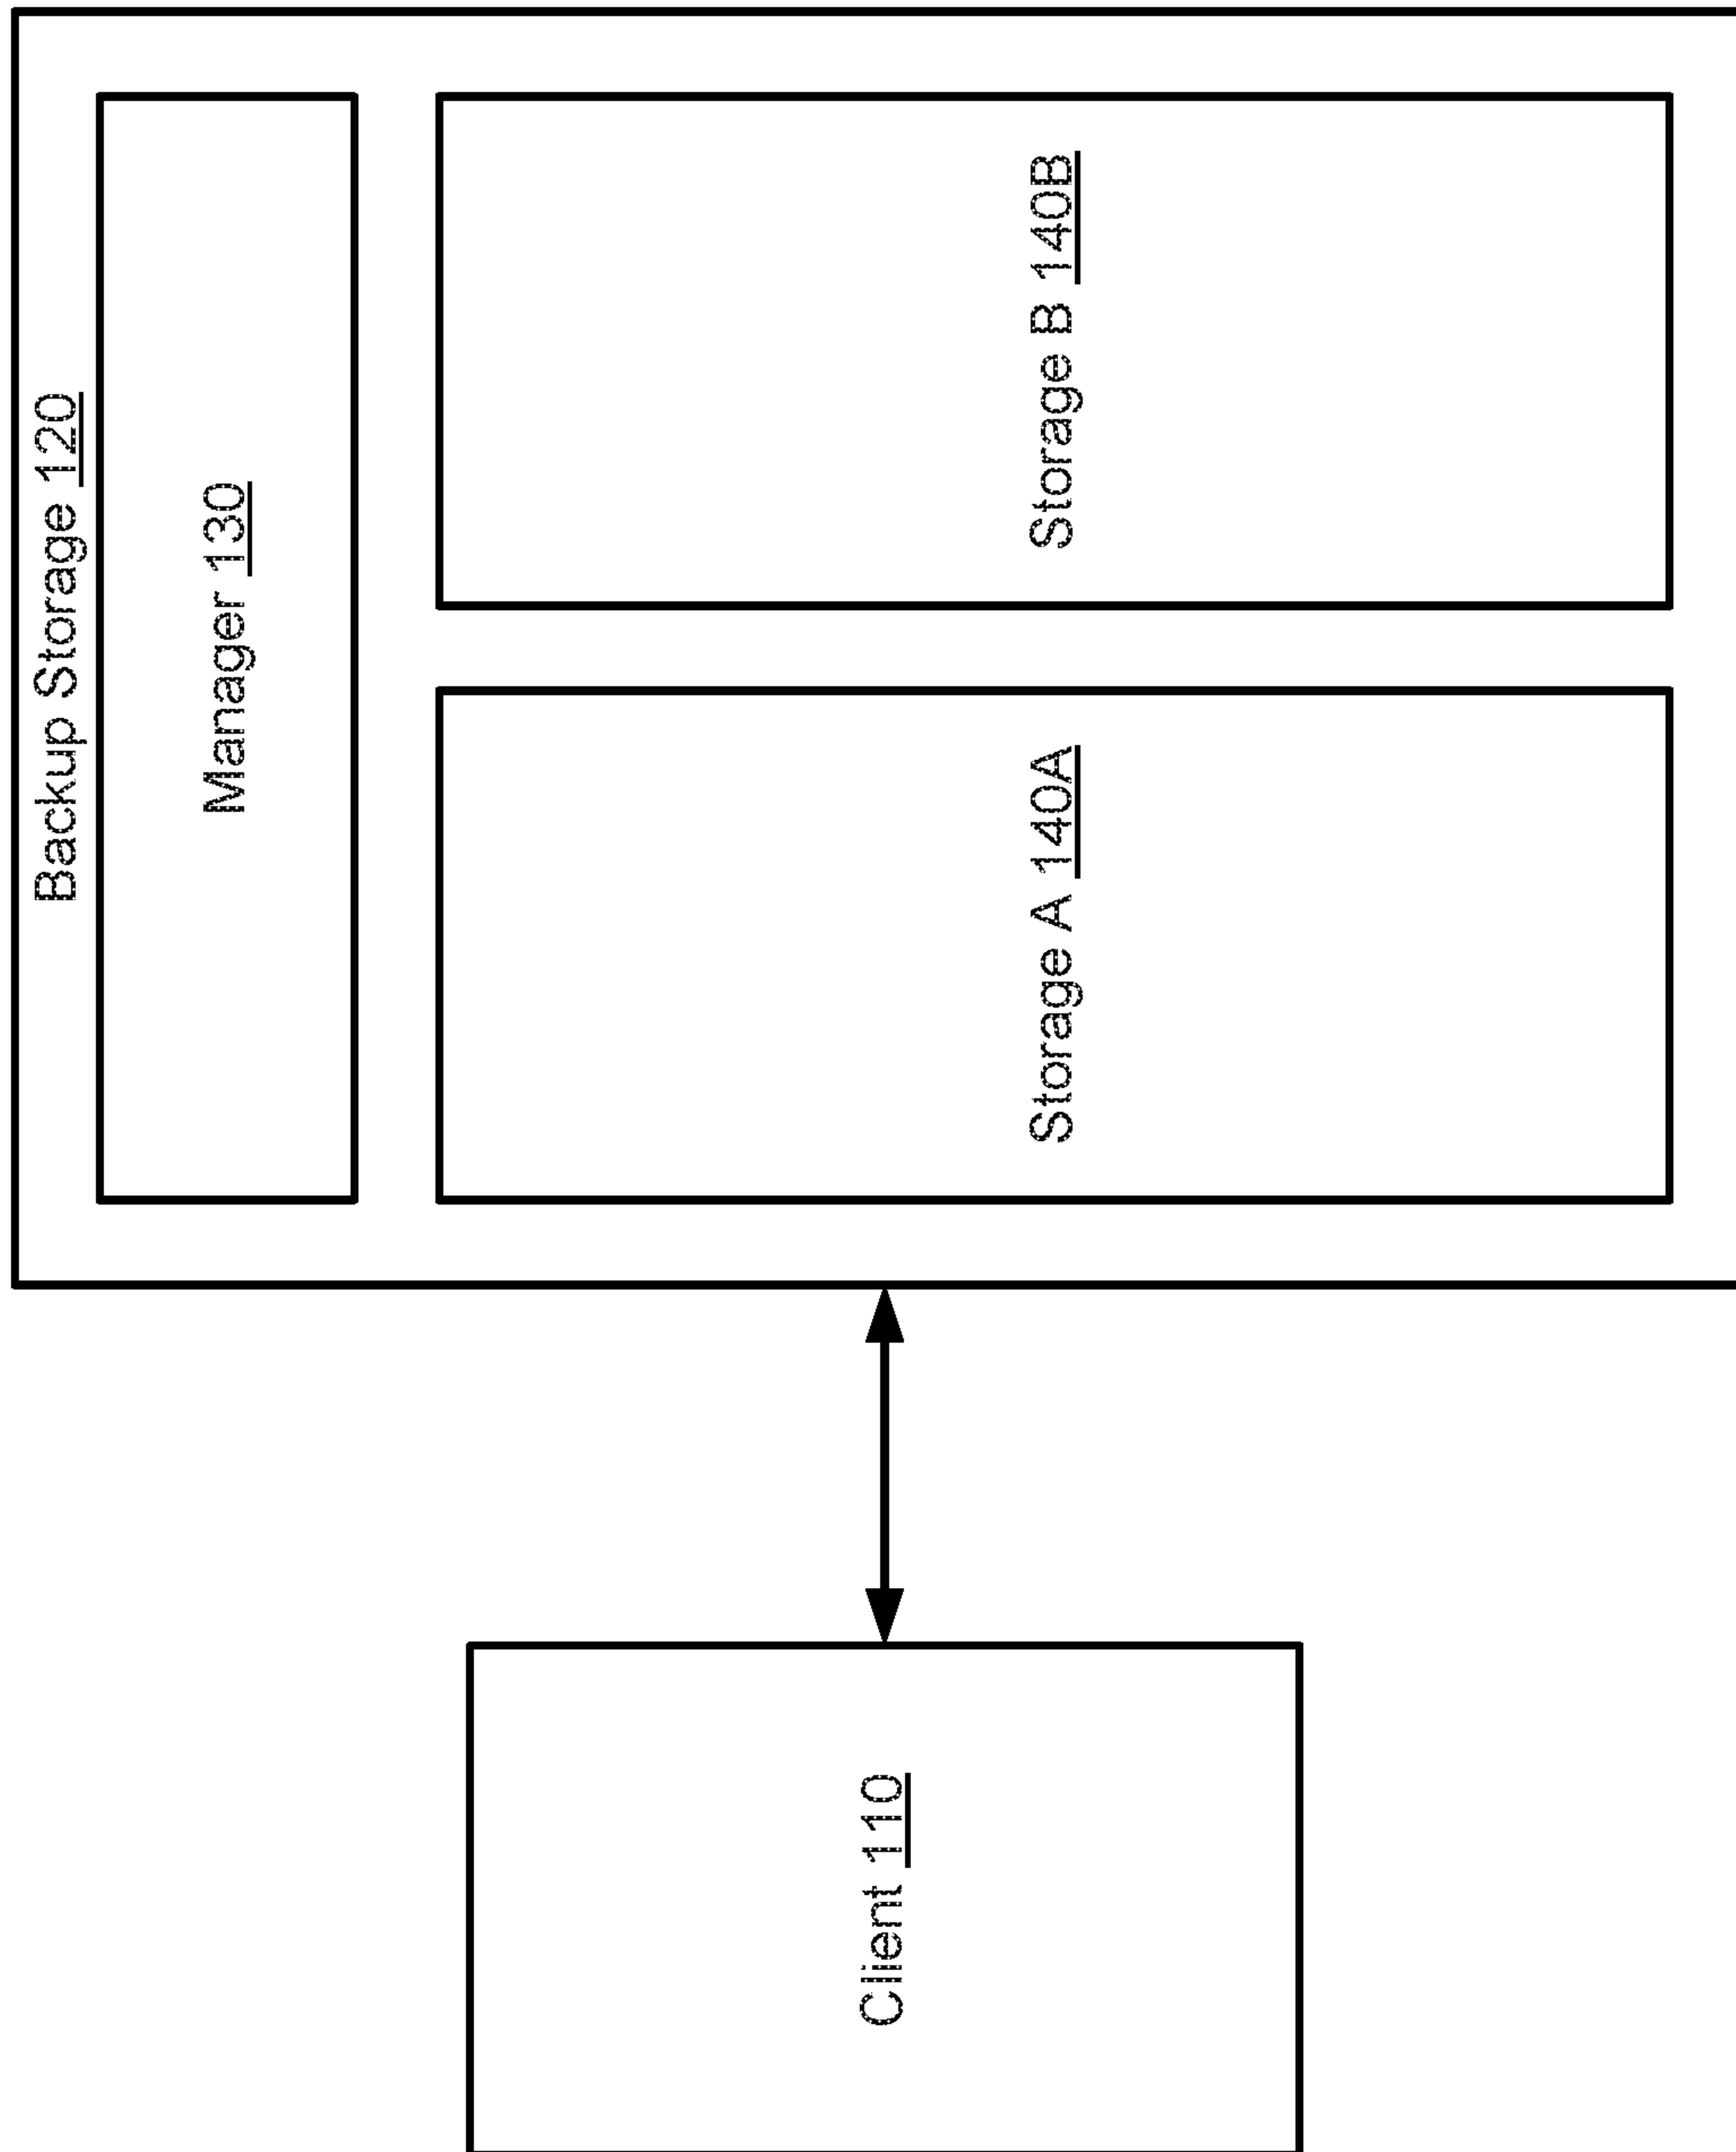 Backup Storage 120
Manager 130
Storage A 140A
Storage B 140B
Client 110